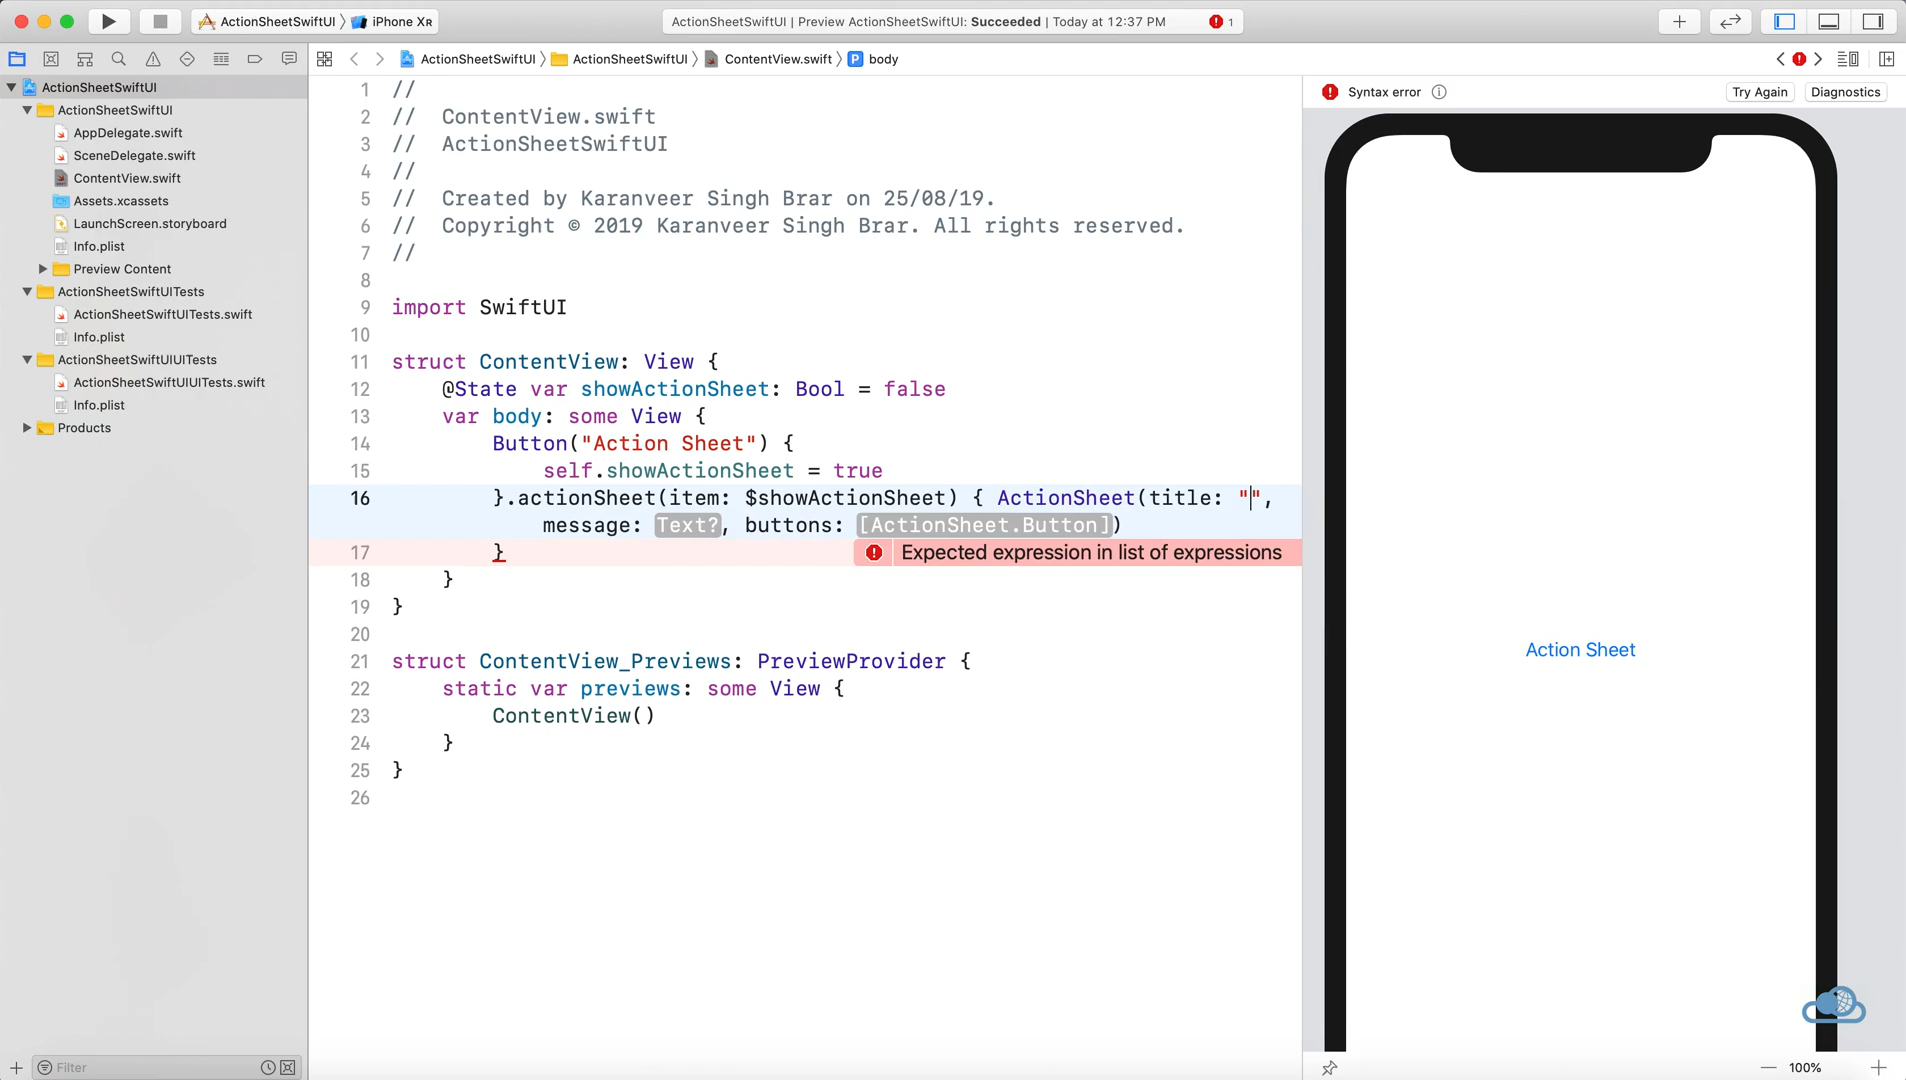 ActionSheetSwiftUI iPhone XR
ActionSheetSwiftUI | Preview ActionSheetSwiftUI: Succeeded | Today at 12:37 PM 1
ActionSheetSwiftUI ActionSheetSwiftUI ContentView.swift P body
ActionSheetSwiftUI
ActionSheetSwiftUI
AppDelegate.swift
SceneDelegate.swift
ContentView.swift
Assets.xcassets
LaunchScreen.storyboard
Info.plist
Preview Content
ActionSheetSwiftUITests
ActionSheetSwiftUITests.swift
Info.plist
ActionSheetSwiftUIUITests
ActionSheetSwiftUIUITests.swift
Info.plist
Products
Filter
1 //
2 // ContentView.swift
3 // ActionSheetSwiftUI
4 //
5 // Created by Karanveer Singh Brar on 25/08/19.
6 // Copyright © 2019 Karanveer Singh Brar. All rights reserved.
7 //
8
9 import SwiftUI
10
11 struct ContentView: View {
12 @State var showActionSheet: Bool = false
13 var body: some View {
14 Button("Action Sheet") {
15 self.showActionSheet = true
16 }.actionSheet(item: $showActionSheet) { ActionSheet(title: "",
message: Text?, buttons: [ActionSheet.Button])
17 } Expected expression in list of expressions
18 }
19 }
20
21 struct ContentView_Previews: PreviewProvider {
22 static var previews: some View {
23 ContentView()
24 }
25 }
26
Syntax error Try Again Diagnostics
Action Sheet
100%